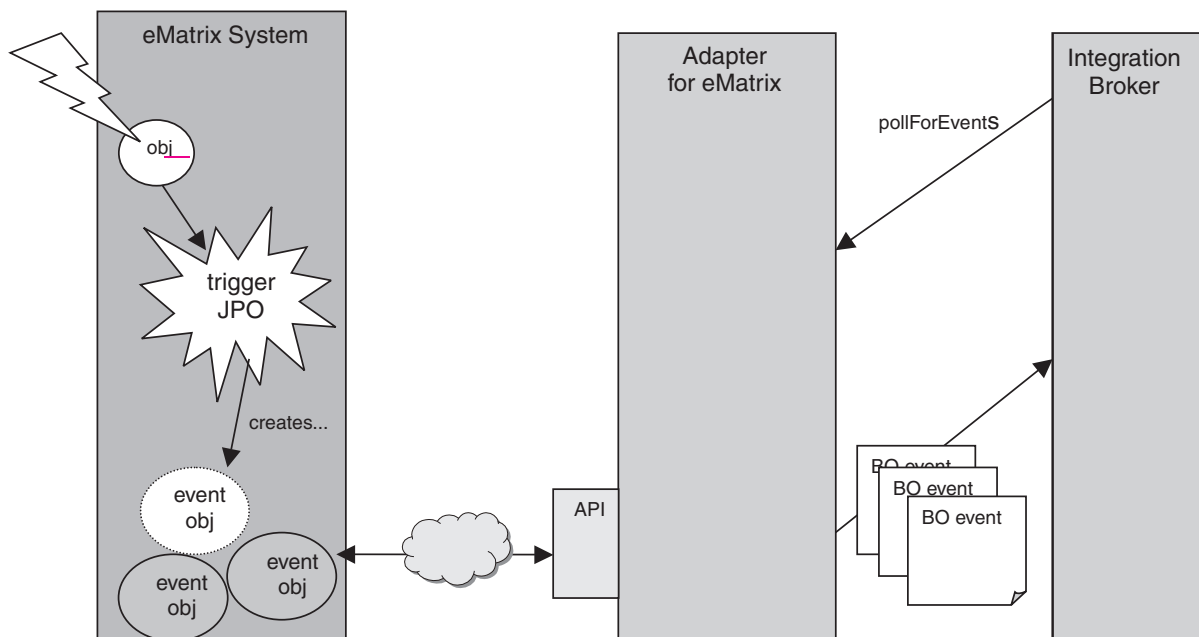 eMatrix System
obj
trigger
JPO
creates...
event
obj
event
obj
event
obj
API
Adapter
for eMatrix
pollForEvents
Integration
Broker
BO event
BO event
BO event